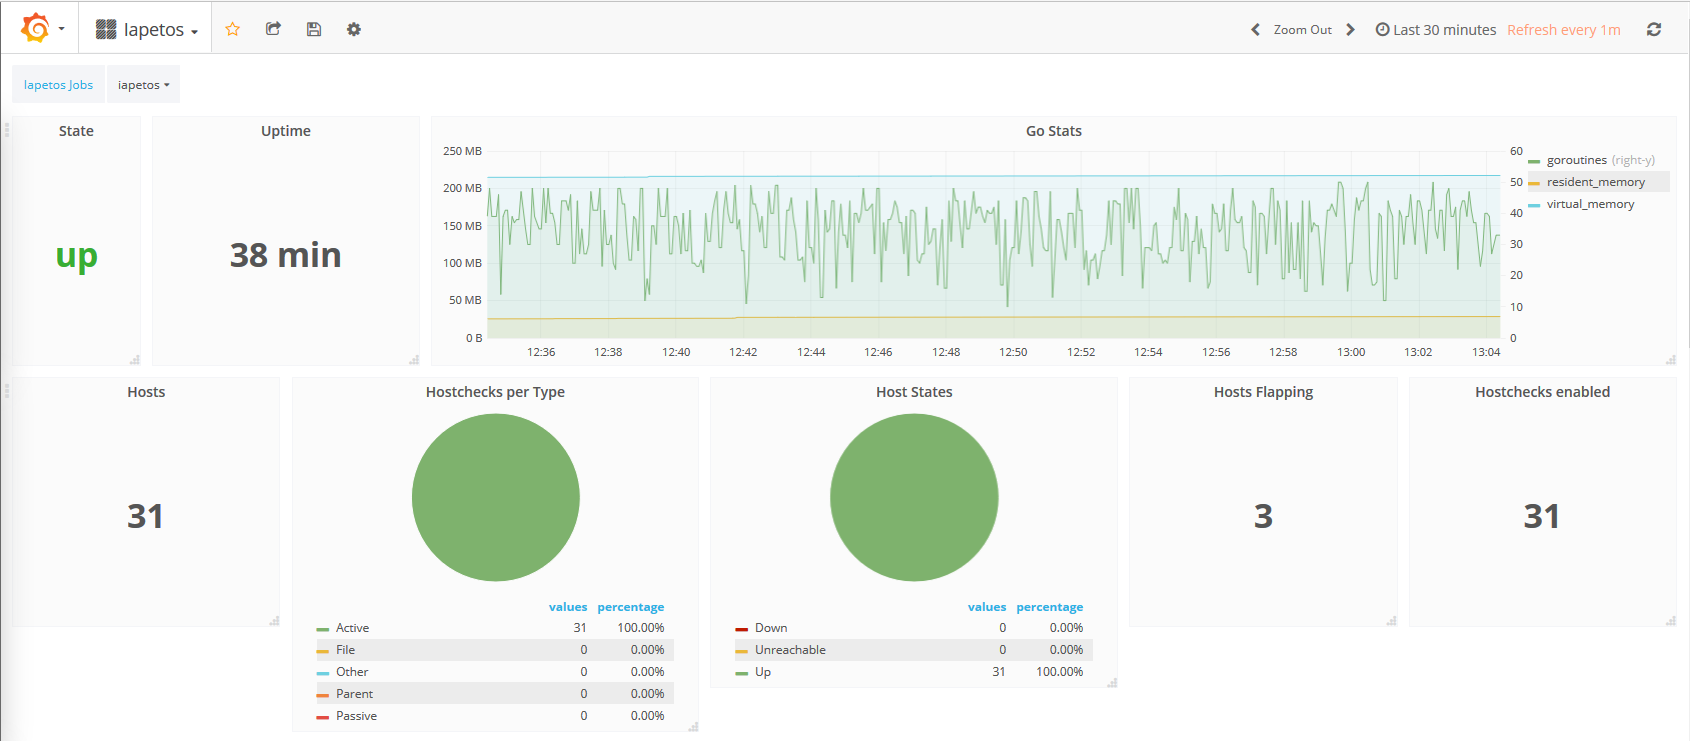 Iapetos
Zoom Out
Last 30 minutes
Refresh every 1m
Iapetos Jobs
iapetos
State
up
Uptime
38 min
Go Stats
250 MB
200 MB
150 MB
100 MB
50 MB
0 B
60
50
40
30
20
10
0
12:36 12:38 12:40 12:42 12:44 12:46 12:48 12:50 12:52 12:54 12:56 12:58 13:00 13:02 13:04
goroutines (right-y)
resident_memory
virtual_memory
Hosts
31
Hostchecks per Type
values percentage
Active 31 100.00%
File 0 0.00%
Other 0 0.00%
Parent 0 0.00%
Passive 0 0.00%
Host States
values percentage
Down 0 0.00%
Unreachable 0 0.00%
Up 31 100.00%
Hosts Flapping
3
Hostchecks enabled
31